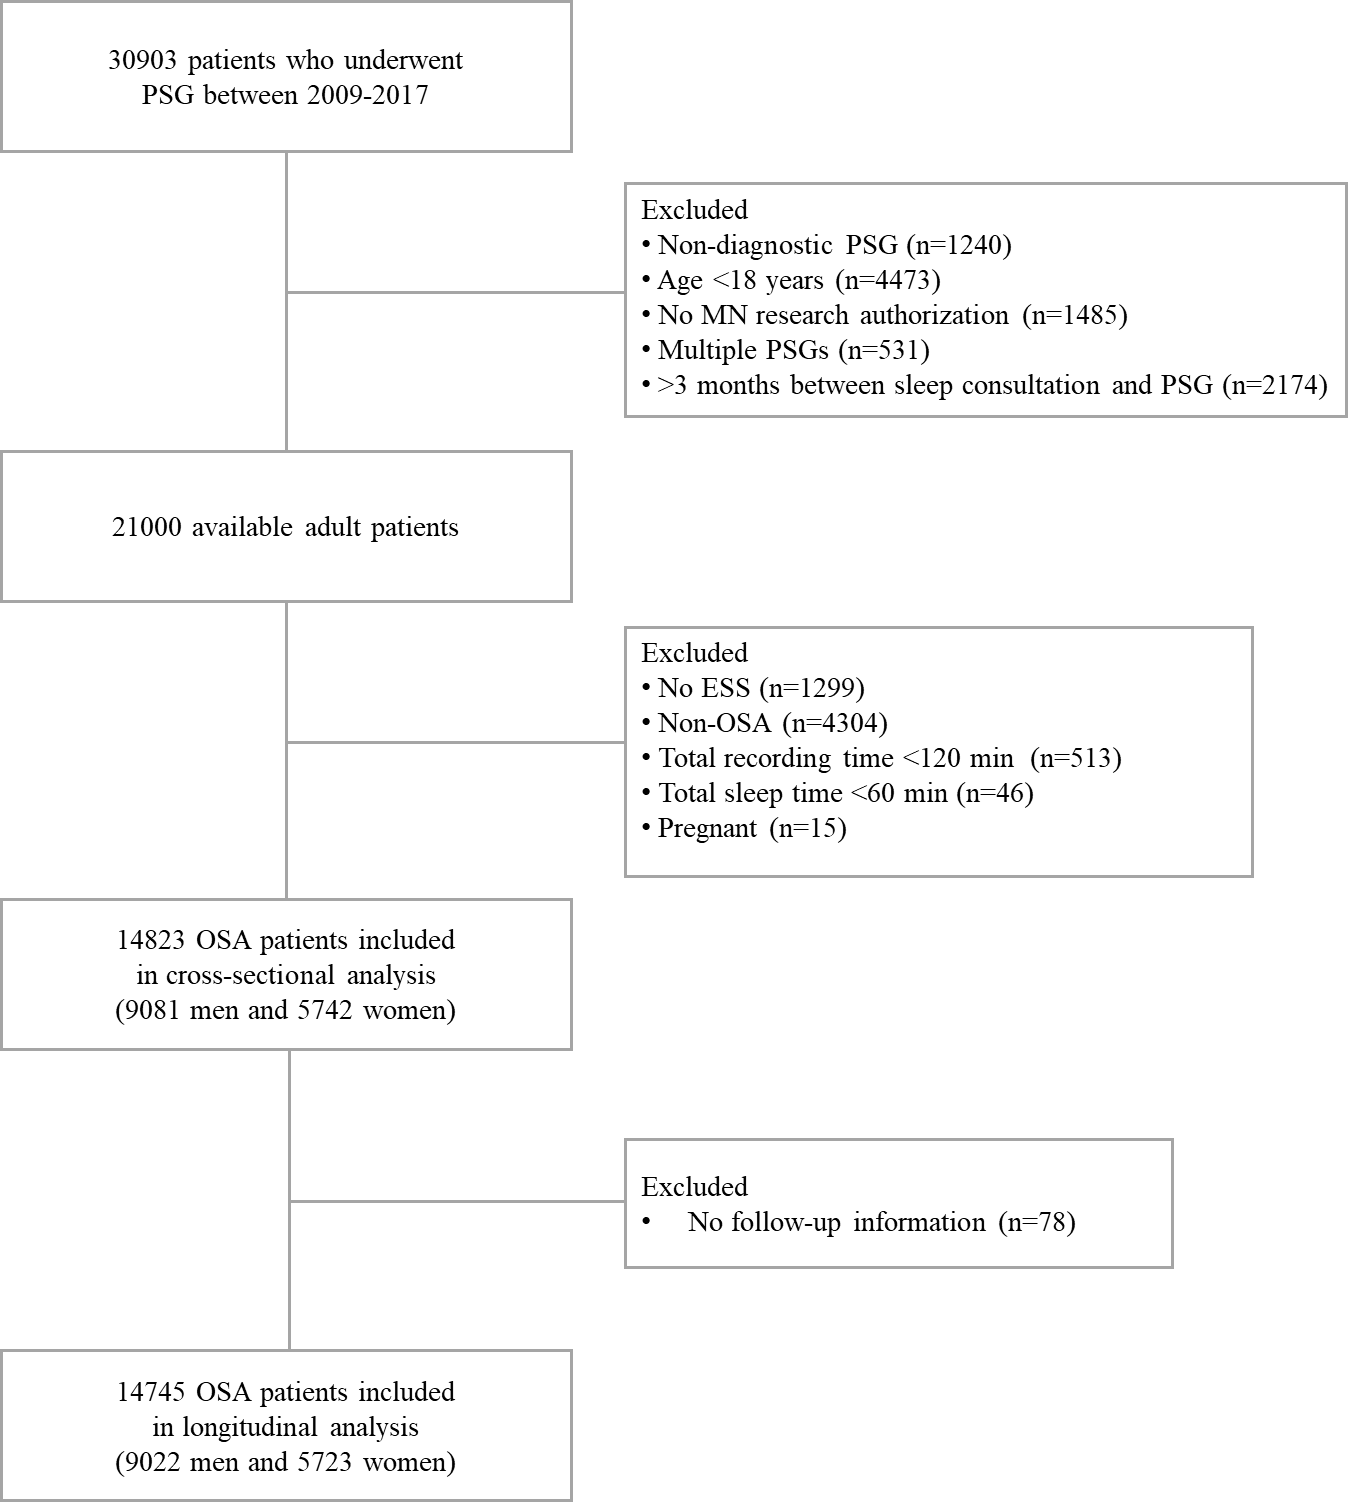 30903 patients who underwent
PSG between 2009-2017
Excluded
• Non-diagnostic PSG (n=1240)
• Age <18 years (n=4473)
• No MN research authorization (n=1485)
• Multiple PSGs (n=531)
• >3 months between sleep consultation and PSG (n=2174)
21000 available adult patients
Excluded
• No ESS (n=1299)
• Non-OSA (n=4304)
• Total recording time <120 min (n=513)
• Total sleep time <60 min (n=46)
• Pregnant (n=15)
14823 OSA patients included
in cross-sectional analysis
(9081 men and 5742 women)
Excluded
• No follow-up information (n=78)
14745 OSA patients included
in longitudinal analysis
(9022 men and 5723 women)